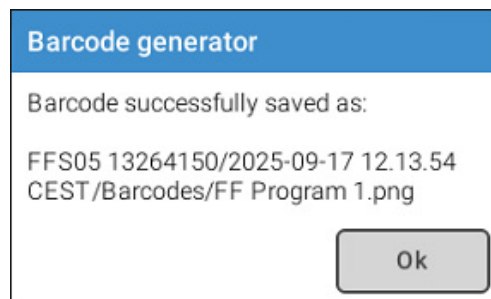 Barcode generator
Barcode successfully saved as:
FFS05 13264150/2025-09-17 12.13.54
CEST/Barcodes/FF Program 1.png
Ok